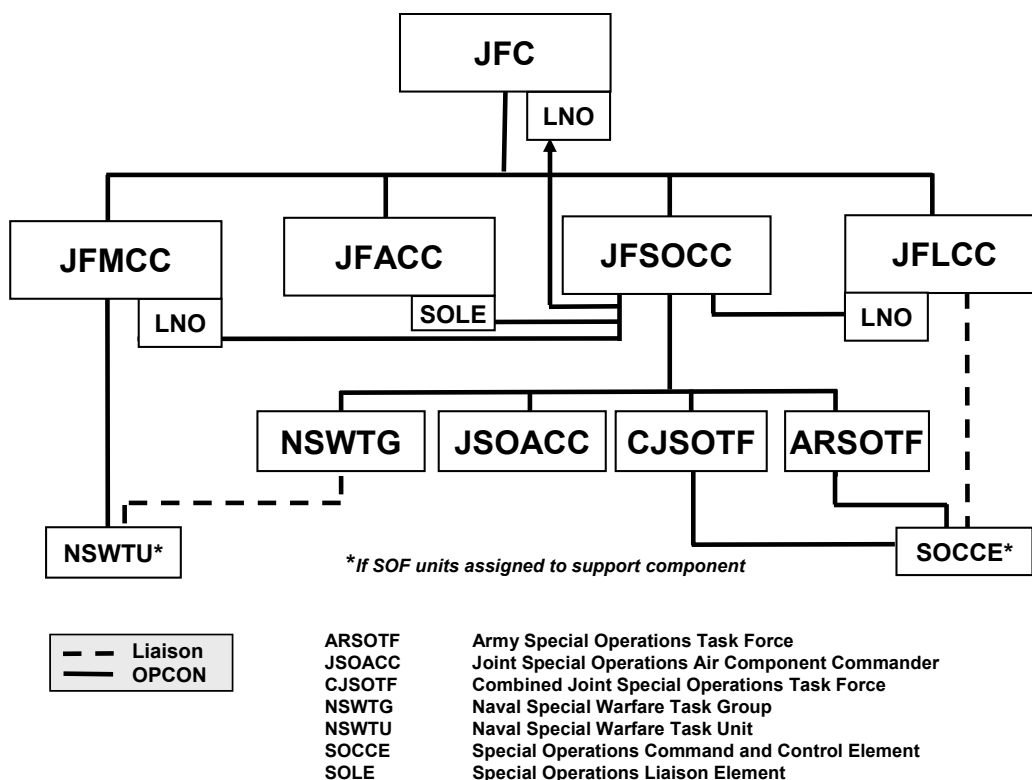 JFC
LNO
JFMCC
JFACC
JFSOCC
JFLCC
LNO
SOLE
LNO
NSWTG
JSOACC
CJSOTF
ARSOTF
NSWTU*
SOCCE*
*If SOF units assigned to support component
Liaison
OPCON
ARSOTF Army Special Operations Task Force
JSOACC Joint Special Operations Air Component Commander
CJSOTF Combined Joint Special Operations Task Force
NSWTG Naval Special Warfare Task Group
NSWTU Naval Special Warfare Task Unit
SOCCE Special Operations Command and Control Element
SOLE Special Operations Liaison Element